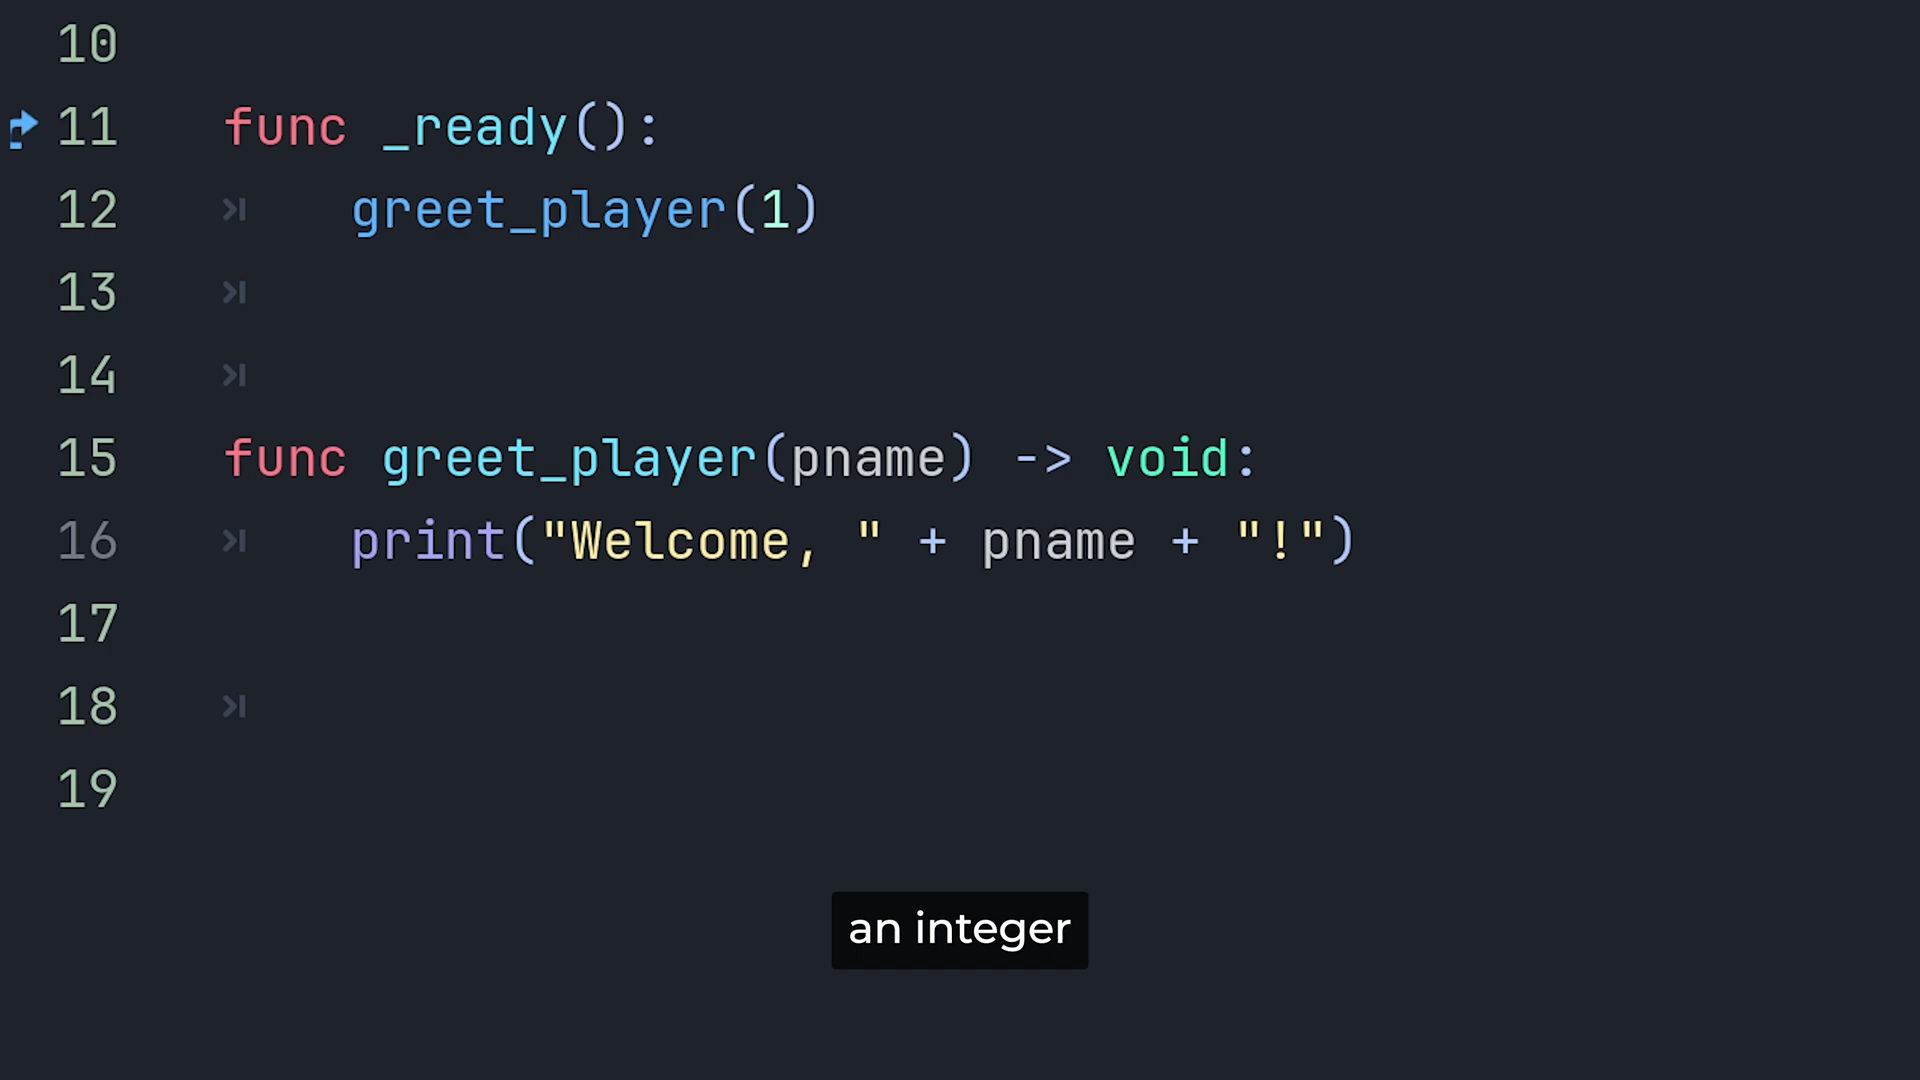 10
11 func _ready():
12 greet_player(1)
13
14
15 func greet_player(pname) -> void:
16 print("Welcome, " + pname + "!")
17
18
19
an integer